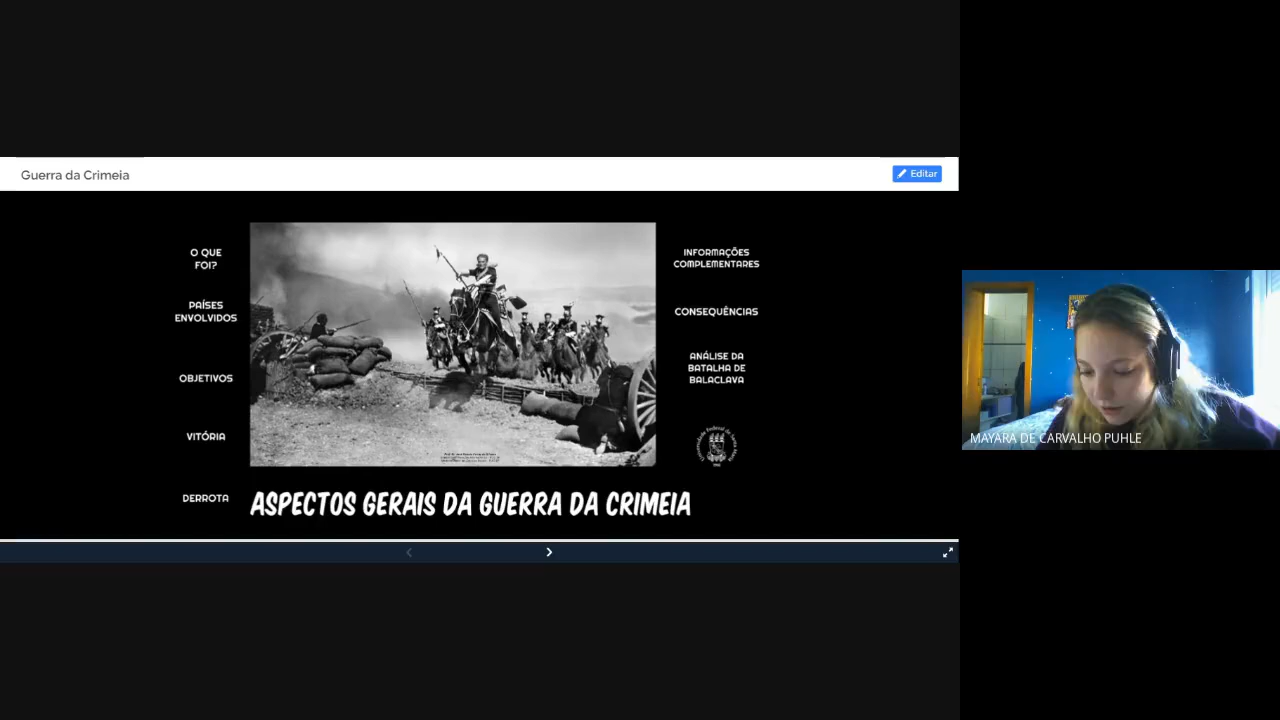 Guerra da Crimeia
Editar
O QUE
FOI?
PAÍSES
ENVOLVIDOS
OBJETIVOS
VITÓRIA
DERROTA
INFORMAÇÕES
COMPLEMENTARES
CONSEQUÊNCIAS
ANÁLISE DA
BATALHA DE
BALACLAVA
ASPECTOS GERAIS DA GUERRA DA CRIMEIA
MAYARA DE CARVALHO PUHLE